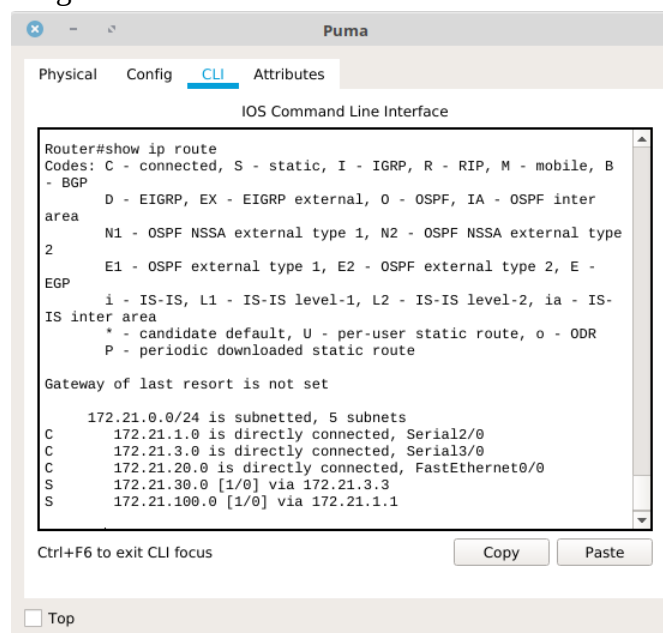 Puma
Physical Config CLI Attributes
IOS Command Line Interface
Router#show ip route
Codes: C - connected, S - static, I - IGRP, R - RIP, M - mobile, B
- BGP
D - EIGRP, EX - EIGRP external, O - OSPF, IA - OSPF inter
area
N1 - OSPF NSSA external type 1, N2 - OSPF NSSA external type
2
E1 - OSPF external type 1, E2 - OSPF external type 2, E -
EGP
i - IS-IS, L1 - IS-IS level-1, L2 - IS-IS level-2, ia - IS-
IS inter area
* - candidate default, U - per-user static route, o - ODR
P - periodic downloaded static route
Gateway of last resort is not set
172.21.0.0/24 is subnetted, 5 subnets
C 172.21.1.0 is directly connected, Serial2/0
C 172.21.3.0 is directly connected, Serial3/0
C 172.21.20.0 is directly connected, FastEthernet0/0
S 172.21.30.0 [1/0] via 172.21.3.3
S 172.21.100.0 [1/0] via 172.21.1.1
Ctrl+F6 to exit CLI focus Copy Paste
Top